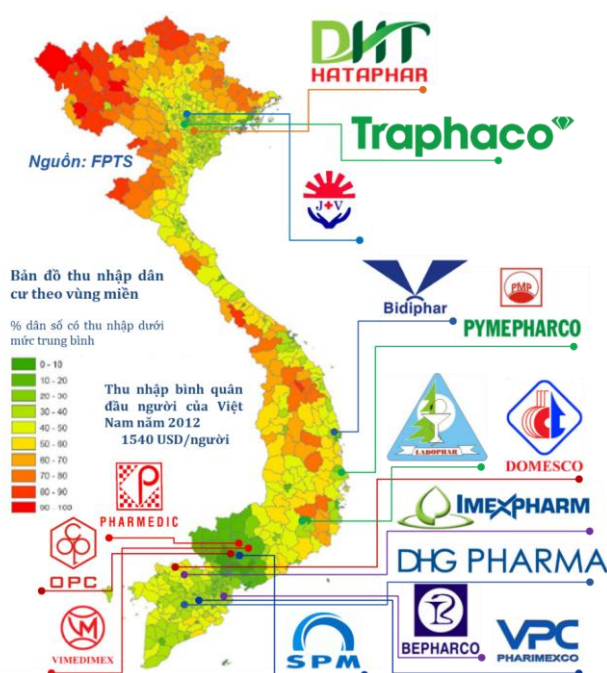 DHT
HATAPHAR
Traphaco
Nguồn: FPTS
J+V
Bản đồ thu nhập dân
cư theo vùng miền
% dân số có thu nhập dưới
mức trung bình
0 - 10
10 - 20
20 - 30
30 - 40
40 - 50
50 - 60
60 - 70
70 - 80
80 - 90
90 - 100
Thu nhập bình quân
đầu người của Việt
Nam năm 2012
1540 USD/người
Bidiphar
PMP
PYMEPHARCO
LADOPHAR
DOMESCO
IMEXPHARM
DHG PHARMA
PHARMEDIC
OPC
VIMEDIMEX
SPM
BEPHARCO
VPC
PHARIMEXCO